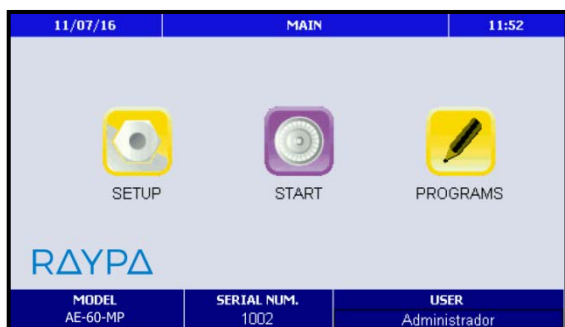 11/07/16 MAIN 11:52
SETUP START PROGRAMS
RAYPA
MODEL SERIAL NUM. USER
AE-60-MP 1002 Administrador